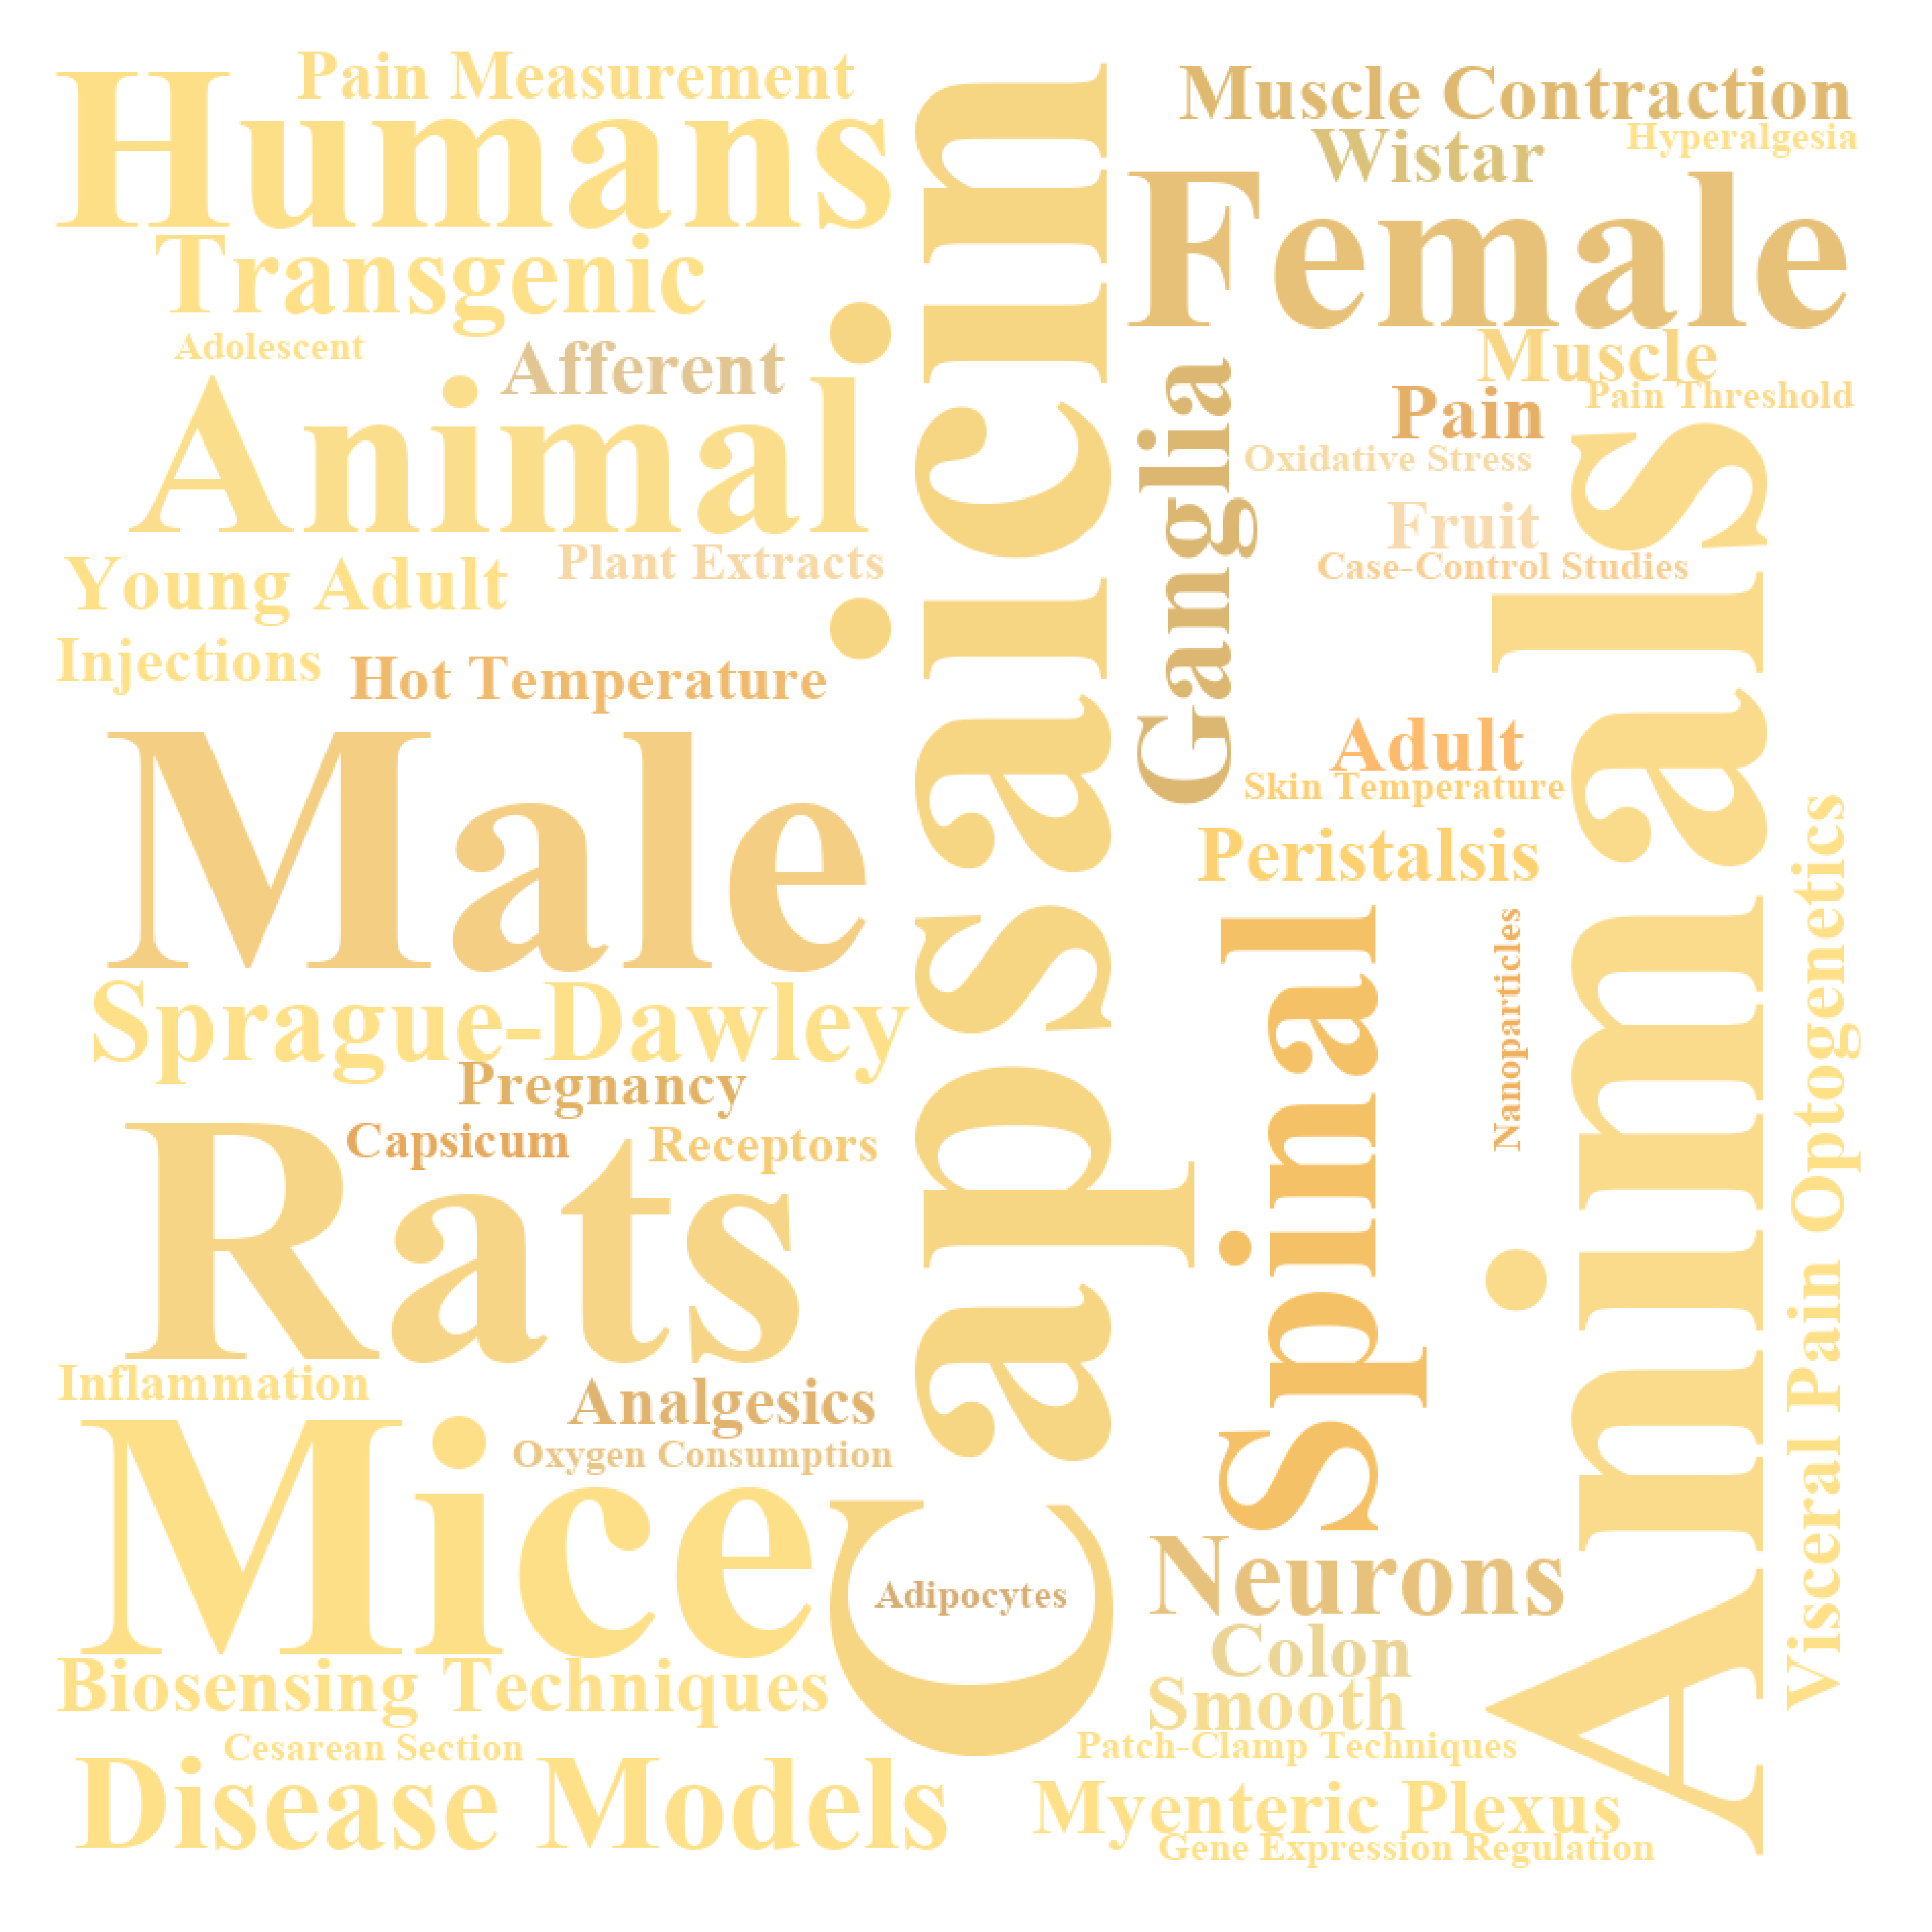 Pain Measurement
Humans
Transgenic
Adolescent
Afferent
Animal
Plant Extracts
Young Adult
Injections
Hot Temperature
Male
Sprague-Dawley
Pregnancy
Capsicum
Receptors
Rats
Inflammation
Analgesics
Oxygen Consumption
Mice
Biosensing Techniques
Cesarean Section
Disease Models
Capsaicin
Adipocytes
Muscle Contraction
Wistar
Hyperalgesia
Female
Muscle
Pain Threshold
Pain
Oxidative Stress
Fruit
Case-Control Studies
Ganglia
Adult
Skin Temperature
Peristalsis
Spinal
Nanoparticles
Animals
Visceral Pain
Optogenetics
Neurons
Colon
Smooth
Patch-Clamp Techniques
Myenteric Plexus
Gene Expression Regulation